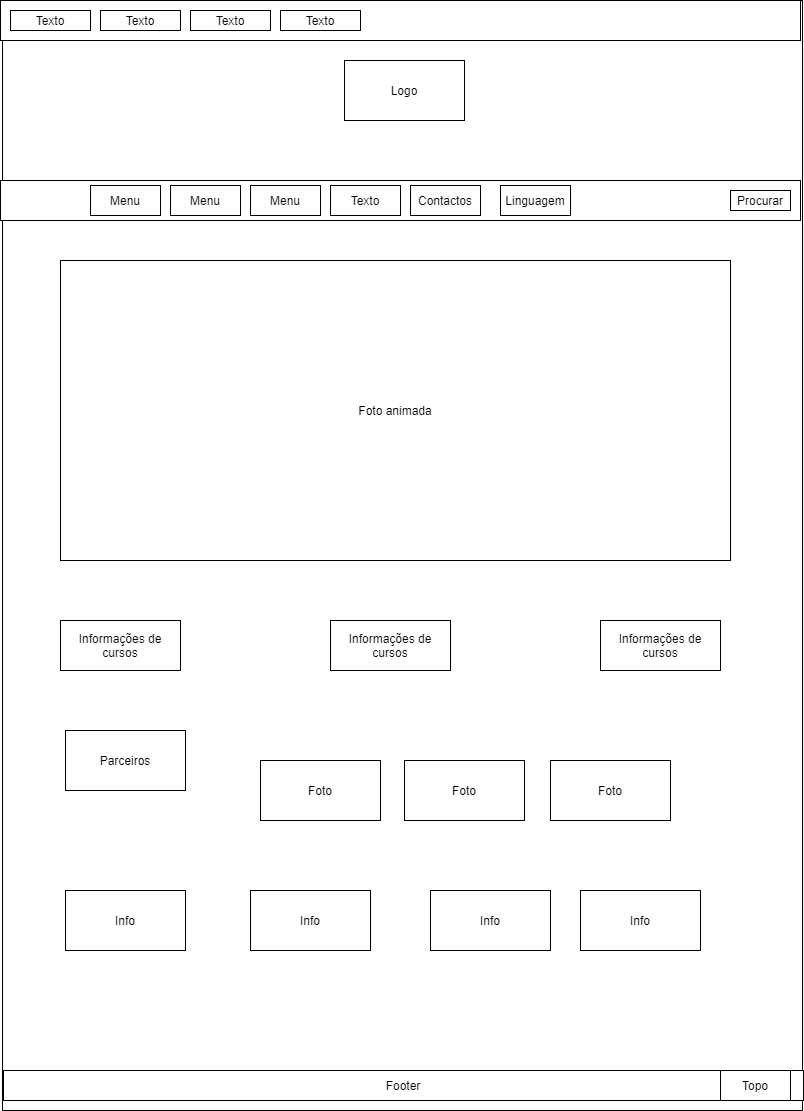 Texto
Texto
Texto
Texto
Logo
Menu
Menu
Menu
Texto
Contactos
Linguagem
Procurar
Foto animada
Informações de
cursos
Informações de
cursos
Informações de
cursos
Parceiros
Foto
Foto
Foto
Info
Info
Info
Info
Footer
Topo